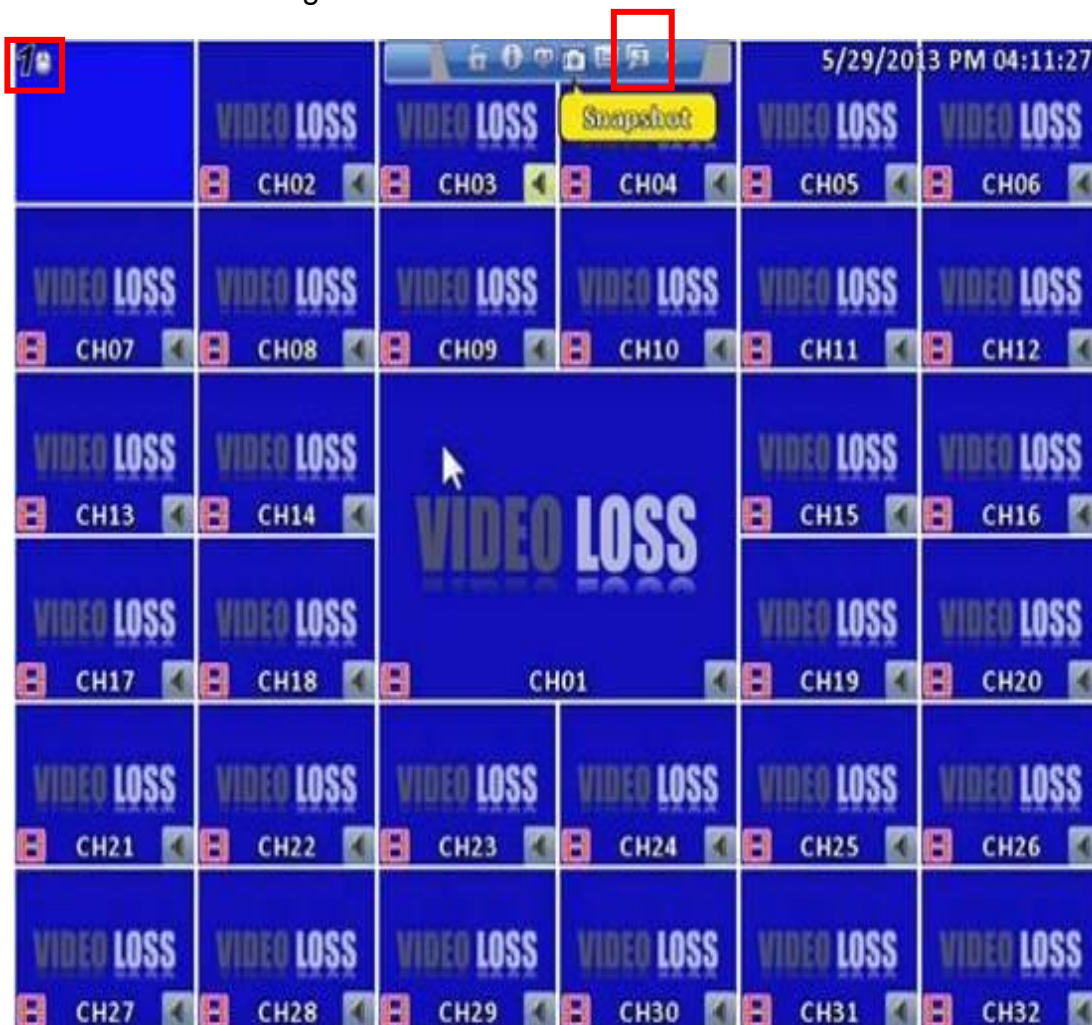 1
5/29/2013 PM 04:11:27
Snapshot
VIDEO LOSS VIDEO LOSS VIDEO LOSS VIDEO LOSS VIDEO LOSS
CH02 CH03 CH04 CH05 CH06
VIDEO LOSS VIDEO LOSS VIDEO LOSS VIDEO LOSS VIDEO LOSS VIDEO LOSS
CH07 CH08 CH09 CH10 CH11 CH12
VIDEO LOSS VIDEO LOSS VIDEO LOSS VIDEO LOSS
CH13 CH14 CH15 CH16
VIDEO LOSS
VIDEO LOSS VIDEO LOSS VIDEO LOSS VIDEO LOSS
CH17 CH18 CH01 CH19 CH20
VIDEO LOSS VIDEO LOSS VIDEO LOSS VIDEO LOSS VIDEO LOSS VIDEO LOSS
CH21 CH22 CH23 CH24 CH25 CH26
VIDEO LOSS VIDEO LOSS VIDEO LOSS VIDEO LOSS VIDEO LOSS VIDEO LOSS
CH27 CH28 CH29 CH30 CH31 CH32